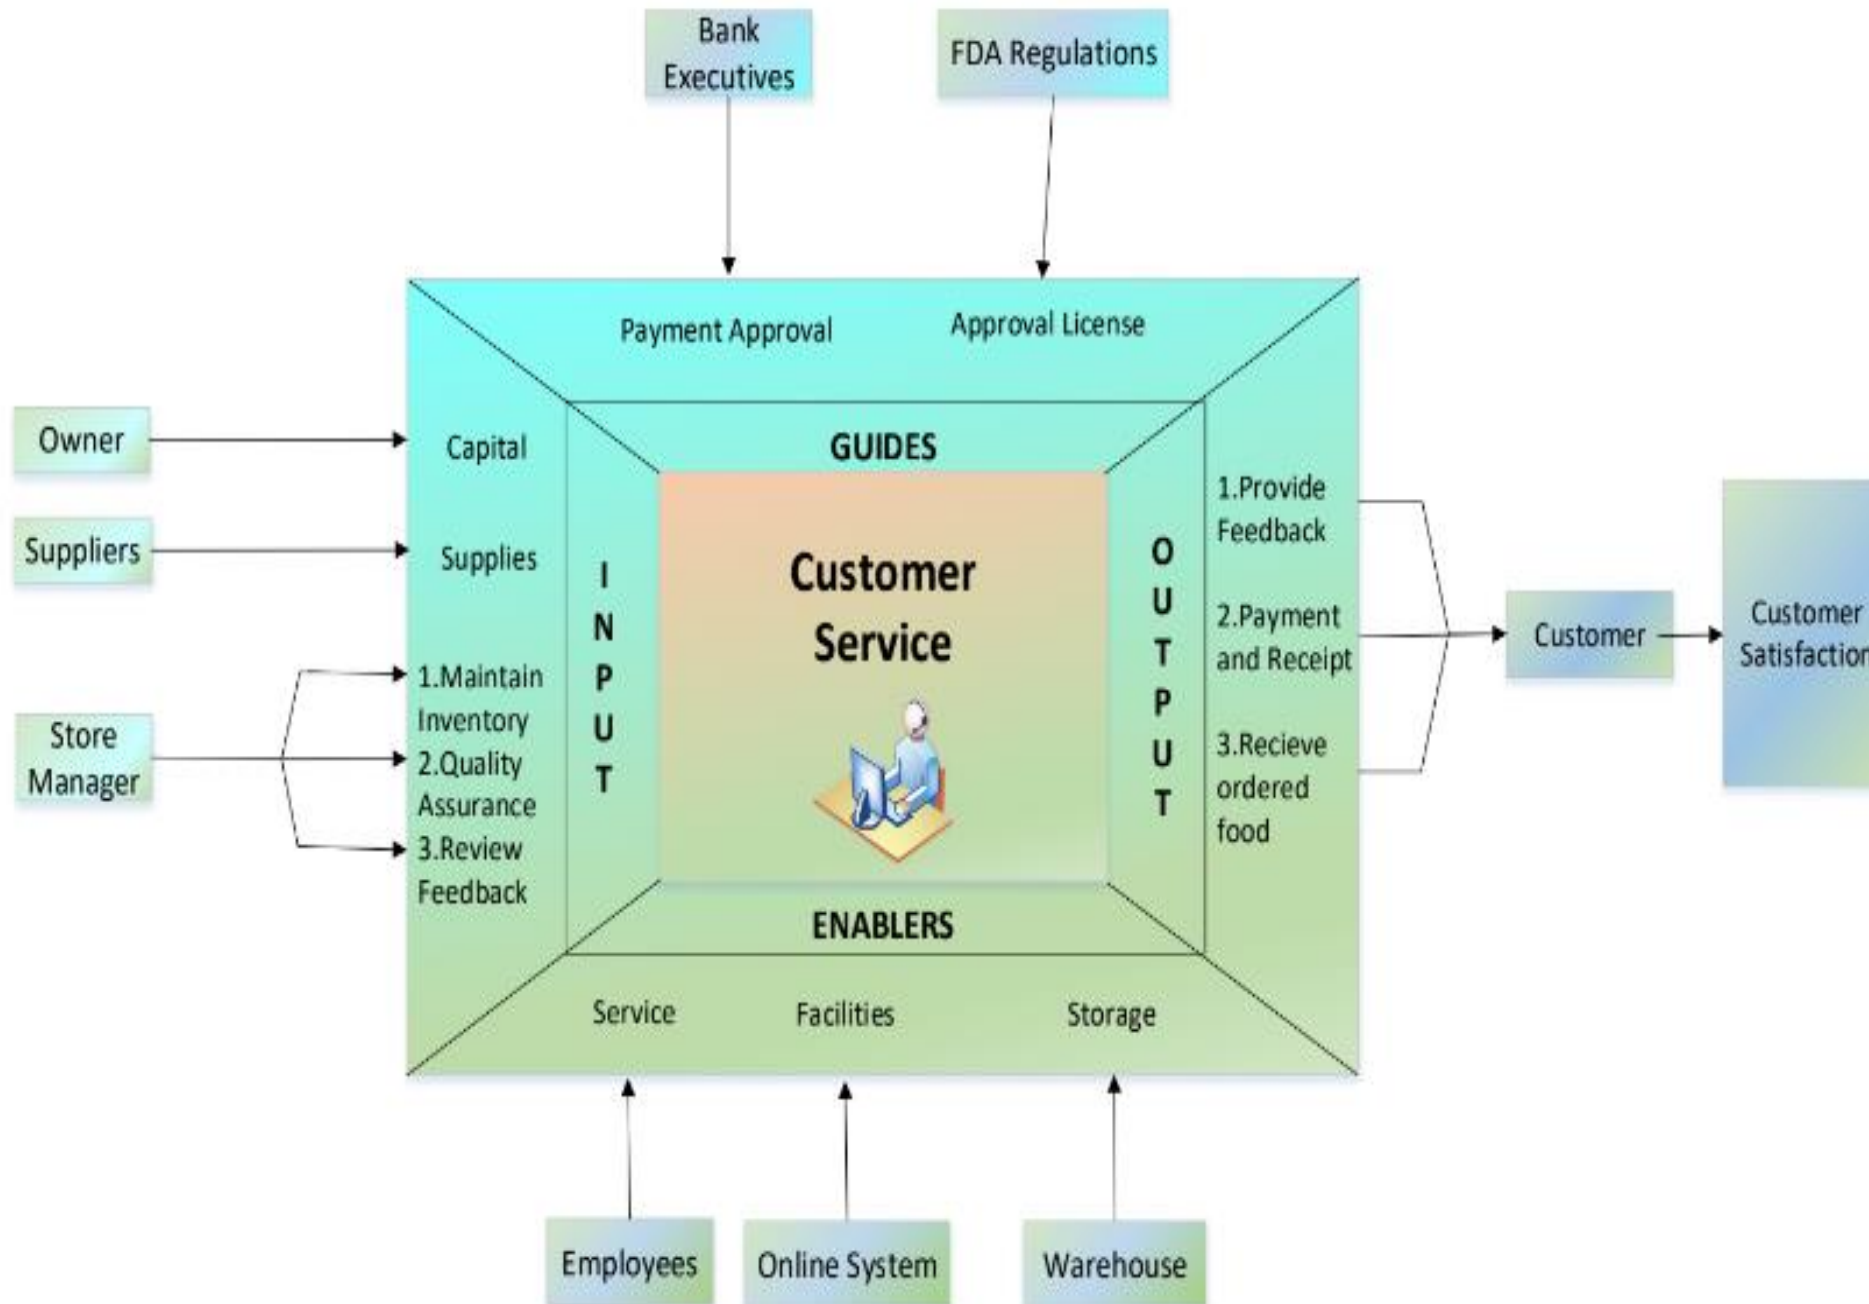 Bank
Executives
FDA Regulations
Payment Approval
Approval License
Owner
Suppliers
Store
Manager
Capital
Supplies
1.Maintain
Inventory
2.Quality
Assurance
3.Review
Feedback
INPUT
GUIDES
Customer
Service
ENABLERS
OUTPUT
1.Provide
Feedback
2.Payment
and Receipt
3.Recieve
ordered
food
Customer
Customer
Satisfaction
Service
Facilities
Storage
Employees
Online System
Warehouse